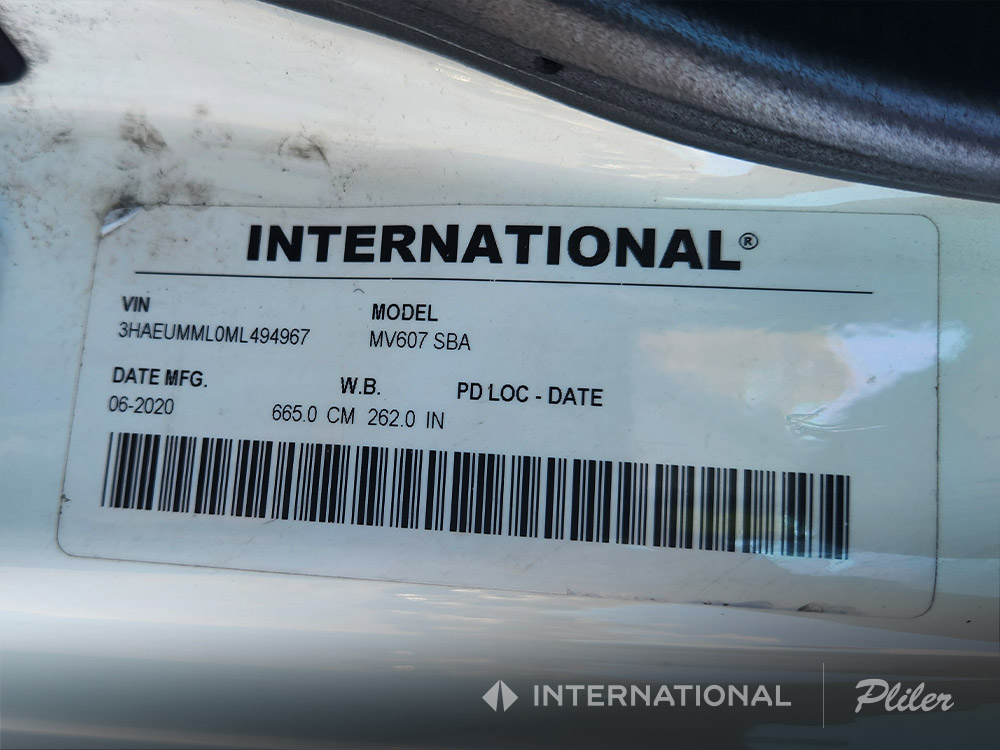 INTERNATIONAL®
VIN MODEL
3HAEUMML0ML494967 MV607 SBA
DATE MFG. W.B. PD LOC - DATE
06-2020 665.0 CM 262.0 IN
INTERNATIONAL Pliler